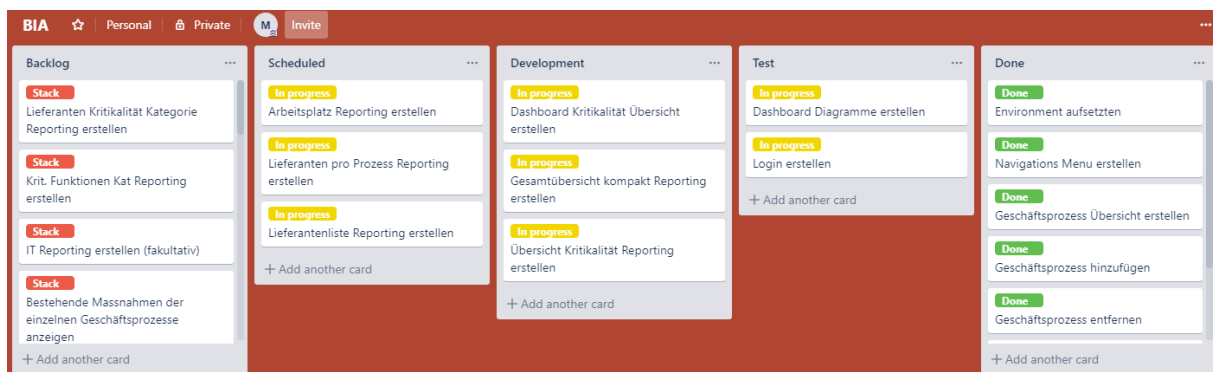 BIA Personal Private M Invite
Backlog
Stack
Lieferanten Kritikalität Kategorie
Reporting erstellen
Stack
Krit. Funktionen Kat Reporting
erstellen
Stack
IT Reporting erstellen (fakultativ)
Stack
Bestehende Massnahmen der
einzelnen Geschäftsprozesse
anzeigen
+ Add another card
Scheduled
In progress
Arbeitsplatz Reporting erstellen
In progress
Lieferanten pro Prozess Reporting
erstellen
In progress
Lieferantenliste Reporting erstellen
+ Add another card
Development
In progress
Dashboard Kritikalität Übersicht
erstellen
In progress
Gesamtübersicht kompakt Reporting
erstellen
In progress
Übersicht Kritikalität Reporting
erstellen
+ Add another card
Test
In progress
Dashboard Diagramme erstellen
In progress
Login erstellen
+ Add another card
Done
Done
Environment aufsetzten
Done
Navigations Menu erstellen
Done
Geschäftsprozess Übersicht erstellen
Done
Geschäftsprozess hinzufügen
Done
Geschäftsprozess entfernen
+ Add another card